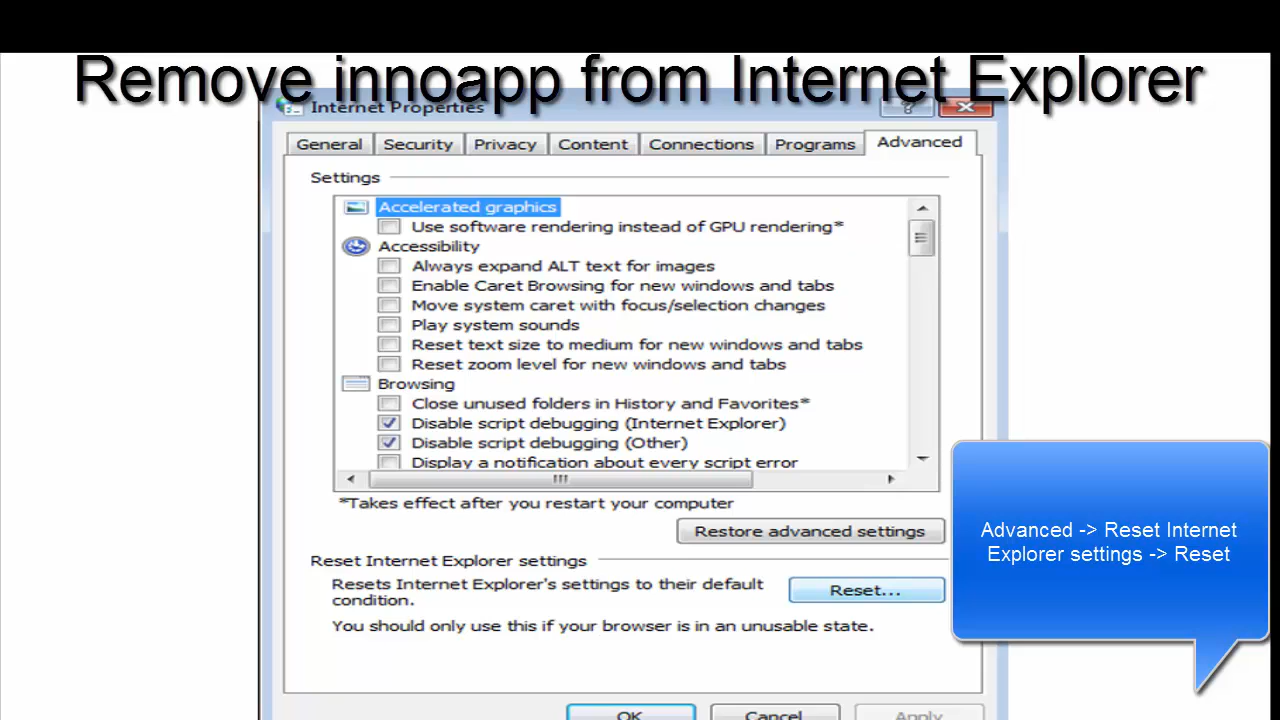 Remove innoapp from Internet Explorer
Internet Properties
General Security Privacy Content Connections Programs Advanced
Settings
Accelerated graphics
Use software rendering instead of GPU rendering*
Accessibility
Always expand ALT text for images
Enable Caret Browsing for new windows and tabs
Move system caret with focus/selection changes
Play system sounds
Reset text size to medium for new windows and tabs
Reset zoom level for new windows and tabs
Browsing
Close unused folders in History and Favorites*
Disable script debugging (Internet Explorer)
Disable script debugging (Other)
Display a notification about every script error
*Takes effect after you restart your computer
Restore advanced settings
Reset Internet Explorer settings
Resets Internet Explorer's settings to their default
condition.
Reset...
You should only use this if your browser is in an unusable state.
Advanced -> Reset Internet
Explorer settings -> Reset
OK Cancel Apply